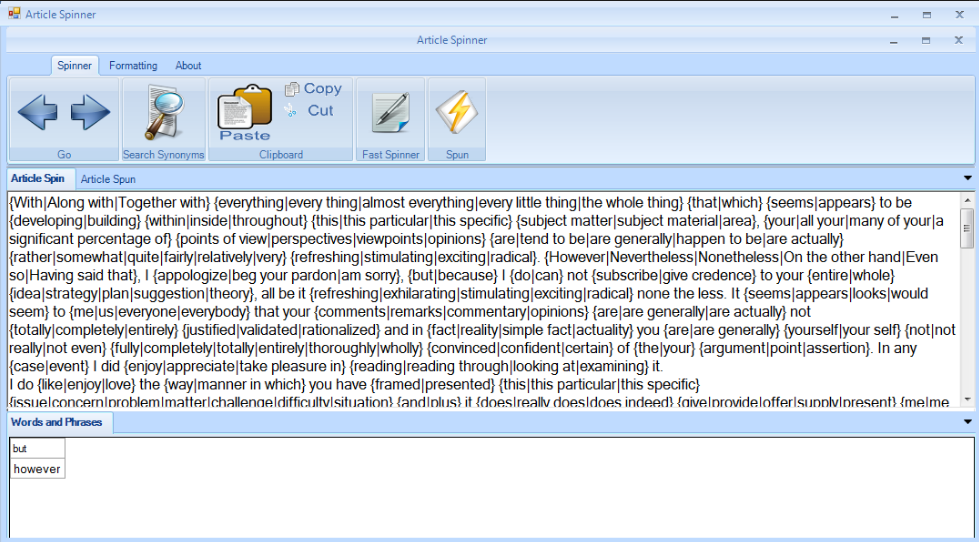 Article Spinner
Article Spinner
Spinner Formatting About
Copy
Cut
Paste
Go Search Synonyms Clipboard Fast Spinner Spun
Article Spin Article Spun
{With|Along with|Together with} {everything|every thing|almost everything|every little thing|the whole thing} {that|which} {seems|appears} to be
{developing|building} {within|inside|throughout} {this|this particular|this specific} {subject matter|subject material|area}, {your|all your|many of your|a
significant percentage of} {points of view|perspectives|viewpoints|opinions} {are|tend to be|are generally|happen to be|are actually}
{rather|somewhat|quite|fairly|relatively|very} {refreshing|stimulating|exciting|radical}. {However|Nevertheless|Nonetheless|On the other hand|Even
so|Having said that}, I {appologize|beg your pardon|am sorry}, {but|because} I {do|can} not {subscribe|give credence} to your {entire|whole}
{idea|strategy|plan|suggestion|theory}, all be it {refreshing|exhilarating|stimulating|exciting|radical} none the less. It {seems|appears|looks|would
seem} to {me|us|everyone|everybody} that your {comments|remarks|commentary|opinions} {are|are generally|are actually} not
{totally|completely|entirely} {justified|validated|rationalized} and in {fact|reality|simple fact|actuality} you {are|are generally} {yourself|your self} {not|not
really|not even} {fully|completely|totally|entirely|thoroughly|wholly} {convinced|confident|certain} of {the|your} {argument|point|assertion}. In any
{case|event} I did {enjoy|appreciate|take pleasure in} {reading|reading through|looking at|examining} it.
I do {like|enjoy|love} the {way|manner in which} you have {framed|presented} {this|this particular|this specific}
{issue|concern|problem|matter|challenge|difficulty|situation} {and|plus} it {does|really does|does indeed} {give|provide|offer|supply|present} {me|me
Words and Phrases
but
however